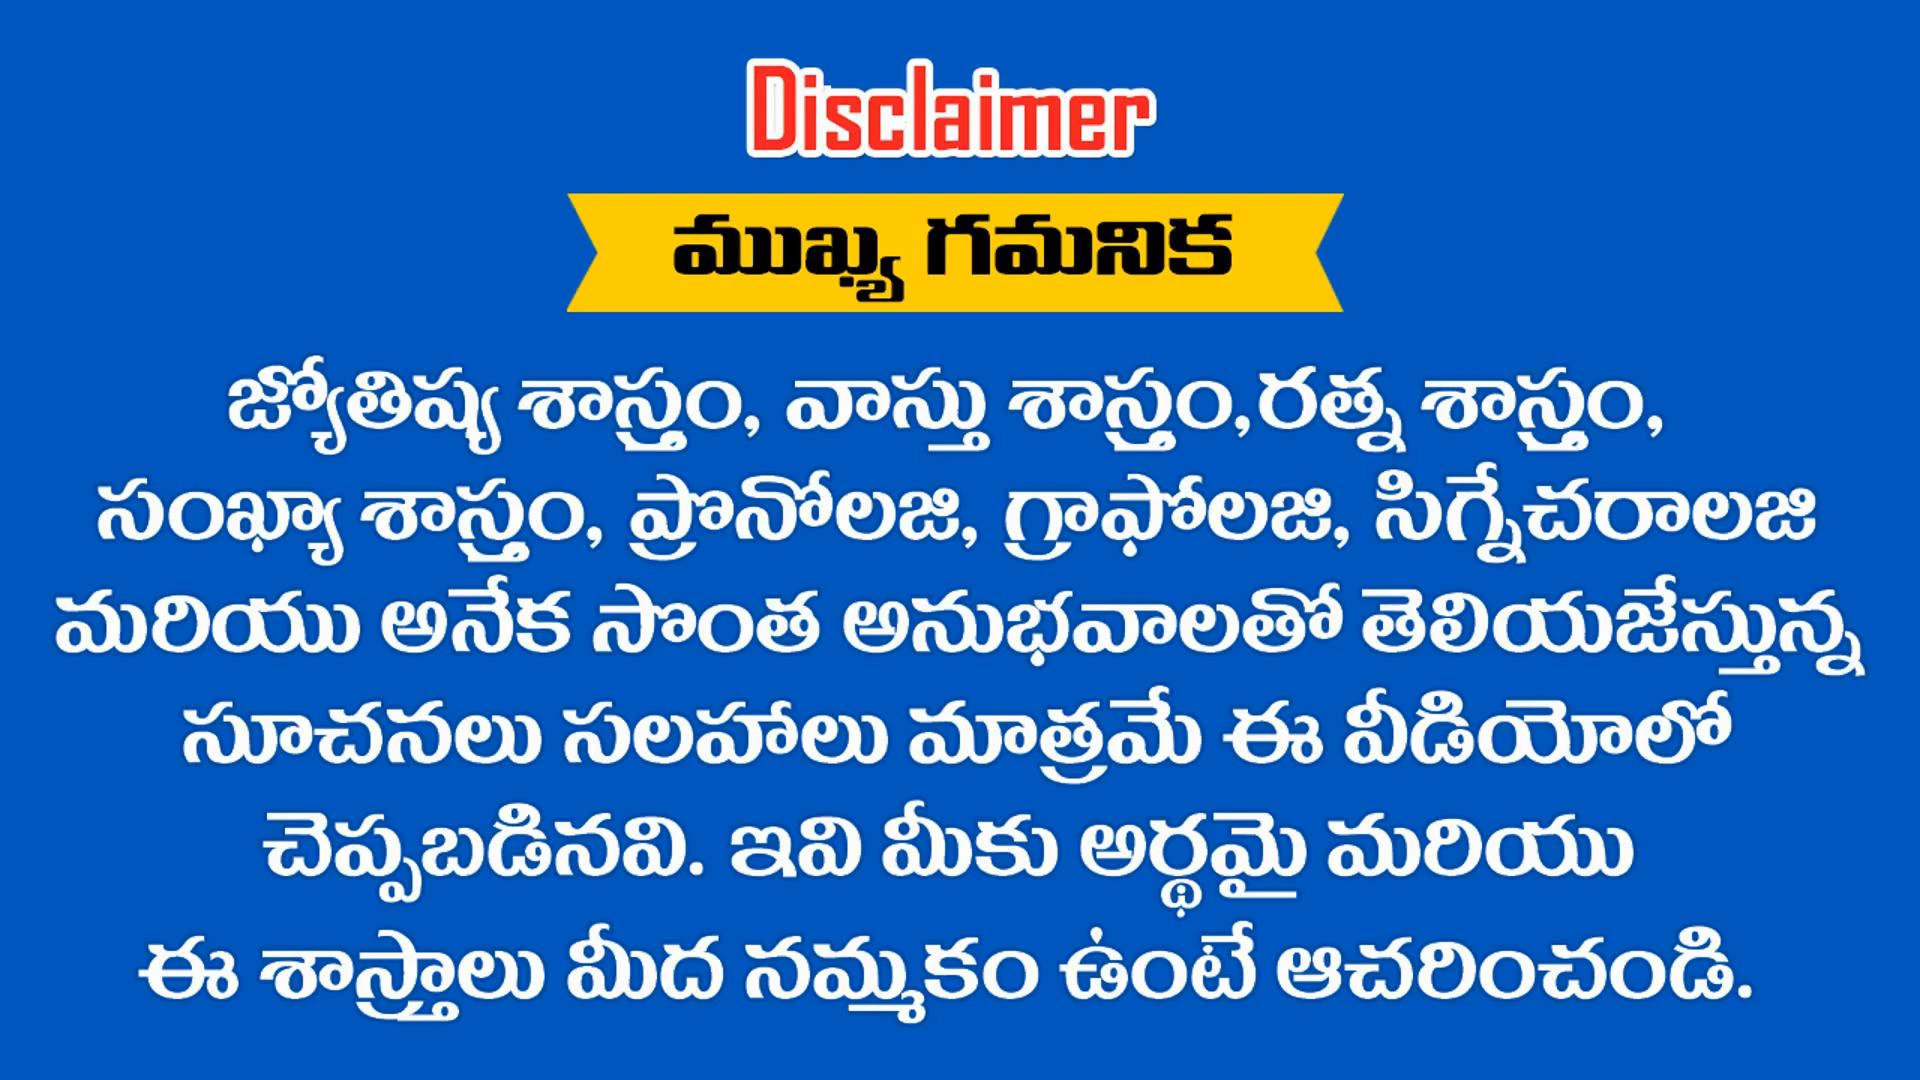 Disclaimer
ముఖ్య గమనిక
జ్యోతిష్య శాస్త్రం, వాస్తు శాస్త్రం,రత్న శాస్త్రం,
సంఖ్యా శాస్త్రం, ప్రొనోలజి, గ్రాఫోలజి, సిగ్నేచరాలజి
మరియు అనేక సొంత అనుభవాలతో తెలియజేస్తున్న
సూచనలు సలహాలు మాత్రమే ఈ వీడియోలో
చెప్పబడినవి. ఇవి మీకు అర్థమై మరియు
ఈ శాస్త్రాలు మీద నమ్మకం ఉంటే ఆచరించండి.